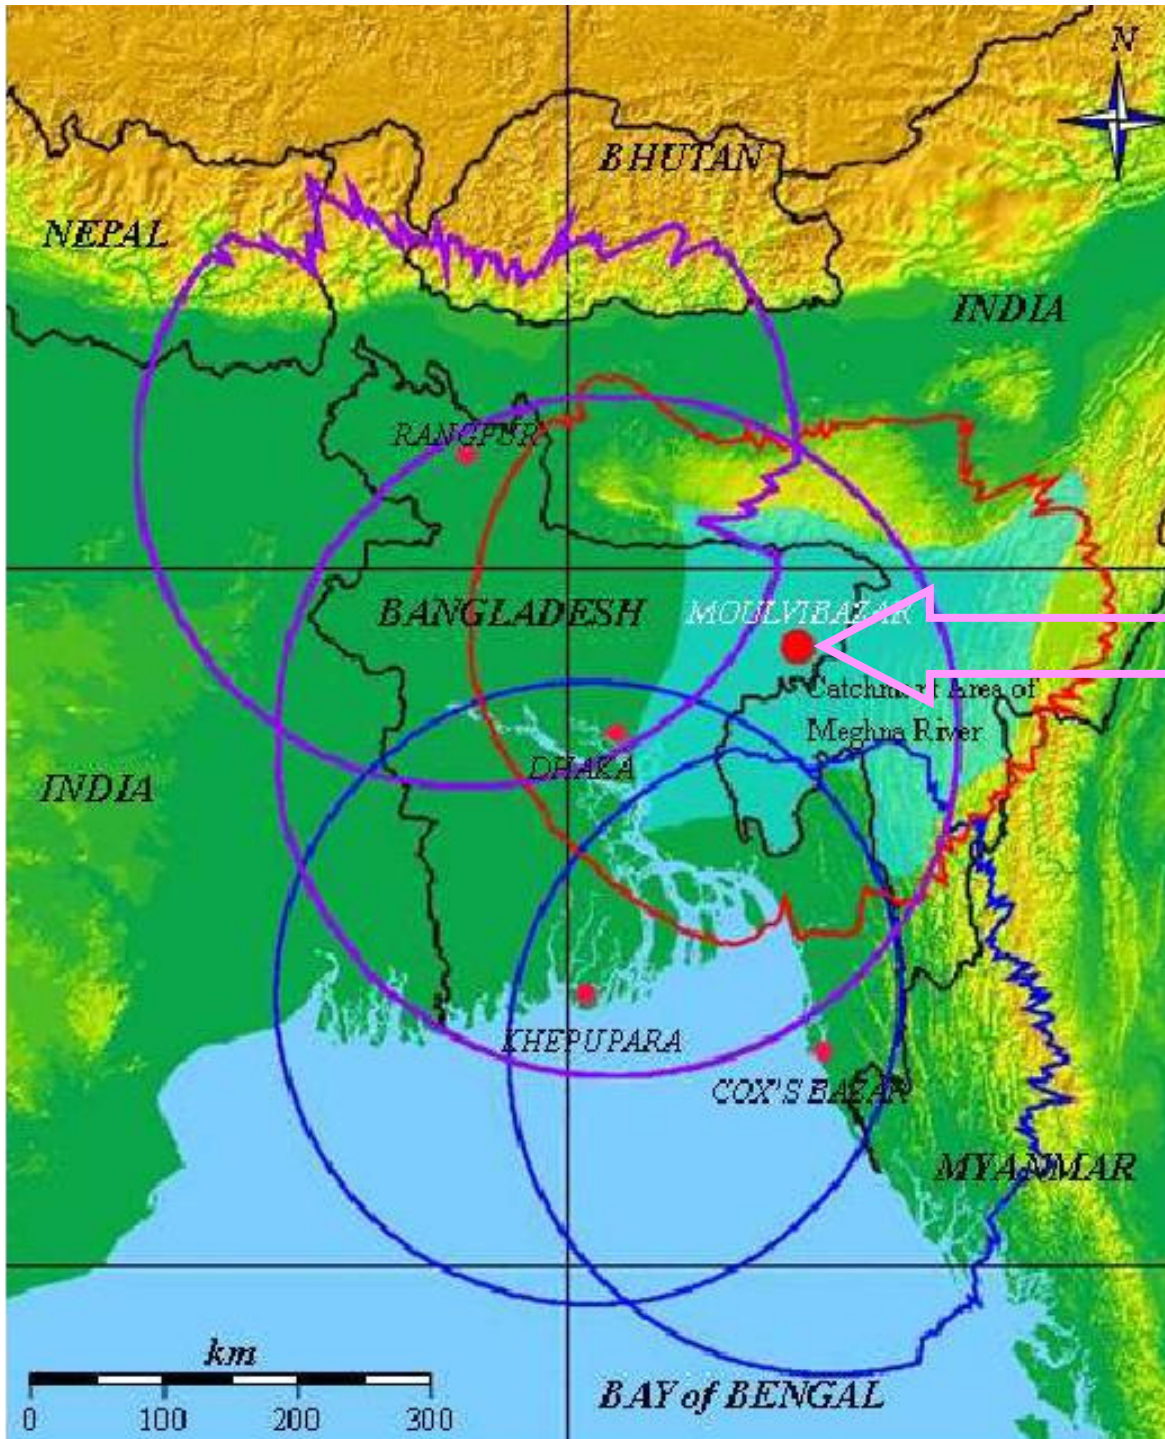 N
BHUTAN
NEPAL
INDIA
RANGPUR
BANGLADESH
MOULVIBAZAR
Catchment Area of
Meghna River
DHAKA
INDIA
KHEPUPARA
COX'S BAZAR
MYANMAR
km
0 100 200 300
BAY of BENGAL